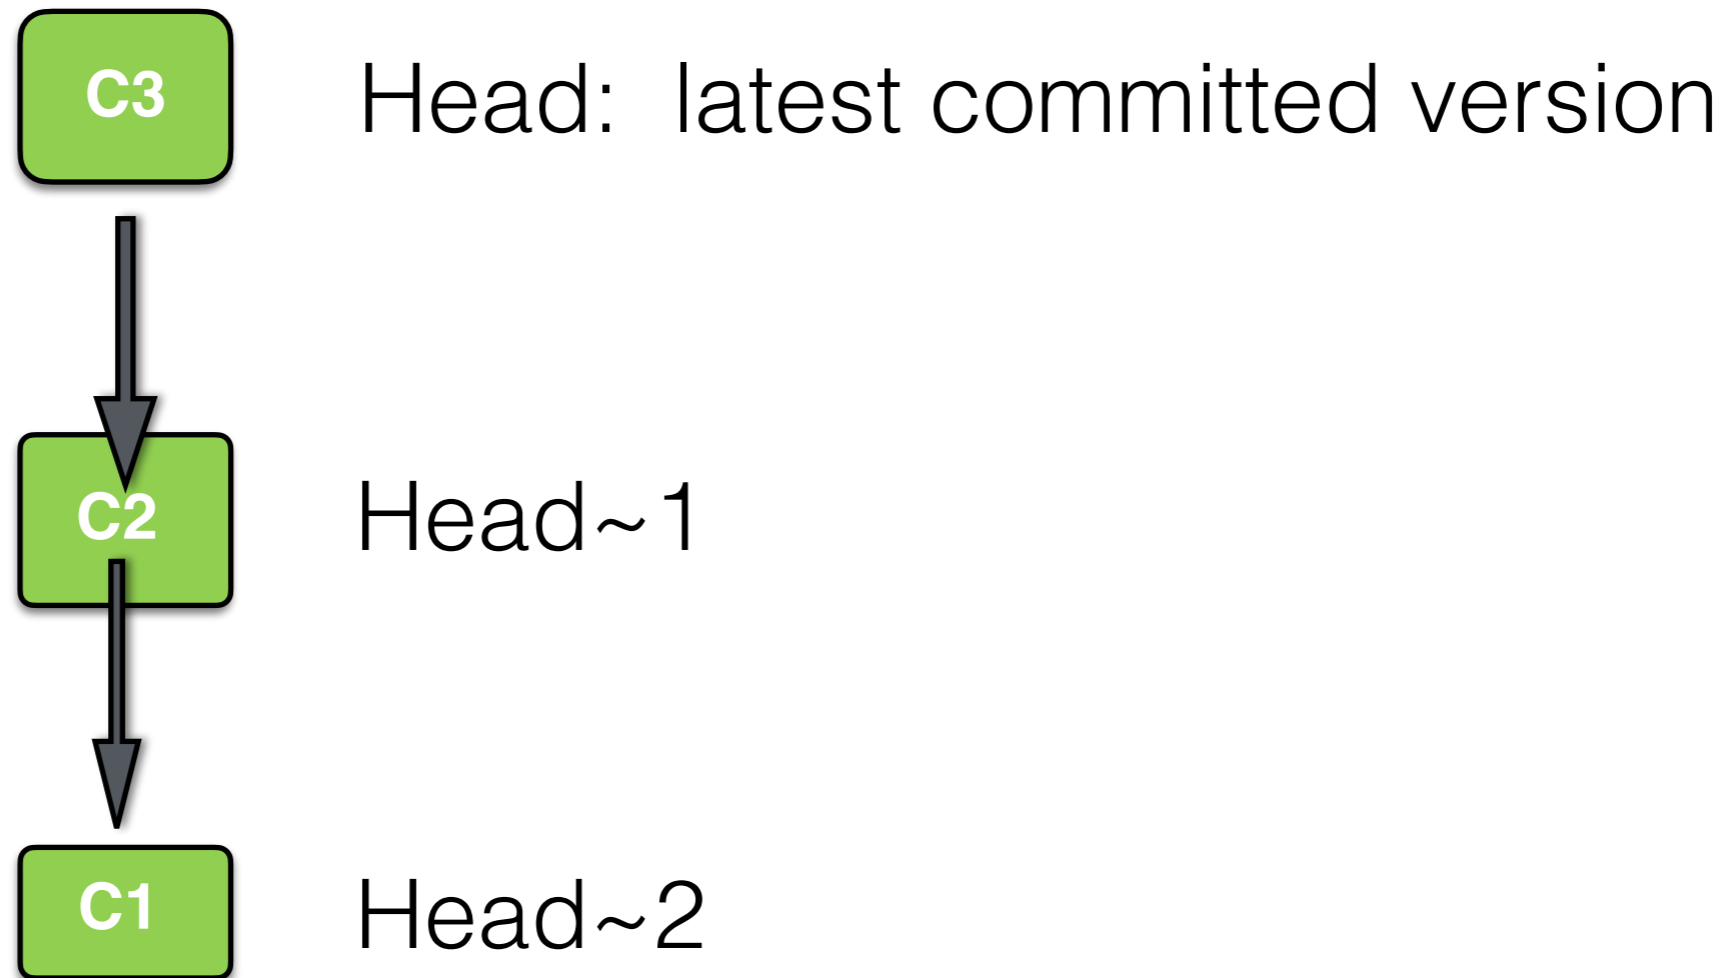 C3
Head: latest committed version
C2
Head~1
C1
Head~2